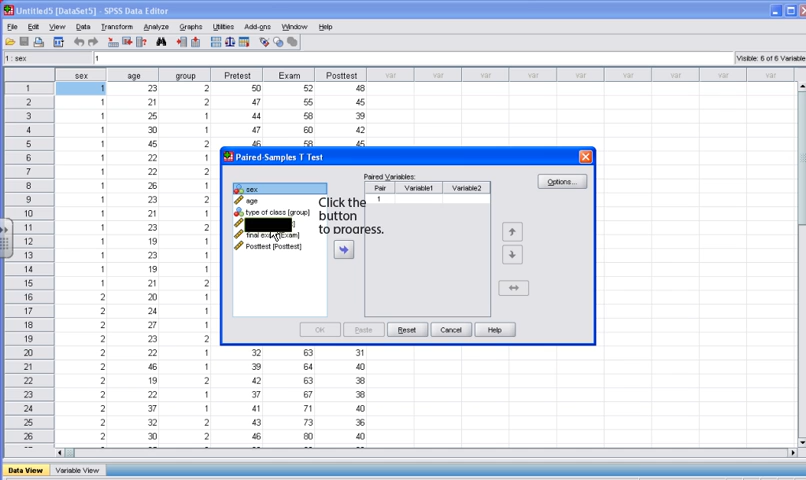 Untitled5 [DataSet5] - SPSS Data Editor
File Edit View Data Transform Analyze Graphs Utilities Add-ons Window Help
1 : sex 1 Visible: 6 of 6 Variable
sex age group Pretest Exam Posttest var var var var var var var
1 1 23 2 50 52 48
2 1 21 2 47 55 45
3 1 25 1 44 58 39
4 1 30 1 47 60 42
5 1 45 2 46 58 45
6 1 22 1
7 1 22 2
8 1 26 1
9 1 23 2
10 1 21 1
11 1 23 2
12 1 19 1
13 1 23 1
14 1 19 1
15 1 21 2
16 2 20 1
17 2 24 1
18 2 27 1
19 2 23 2
20 2 22 1 32 63 31
21 2 46 1 39 64 40
22 2 19 2 42 63 38
23 2 22 1 37 67 38
24 2 37 1 41 71 40
25 2 32 2 43 73 36
26 2 30 2 46 80 40
Paired-Samples T Test
sex
age
type of class [group]
final exam [Exam]
Posttest [Posttest]
Click the
button
to progress.
Paired Variables:
Pair Variable1 Variable2
1
Options...
OK Paste Reset Cancel Help
Data View Variable View